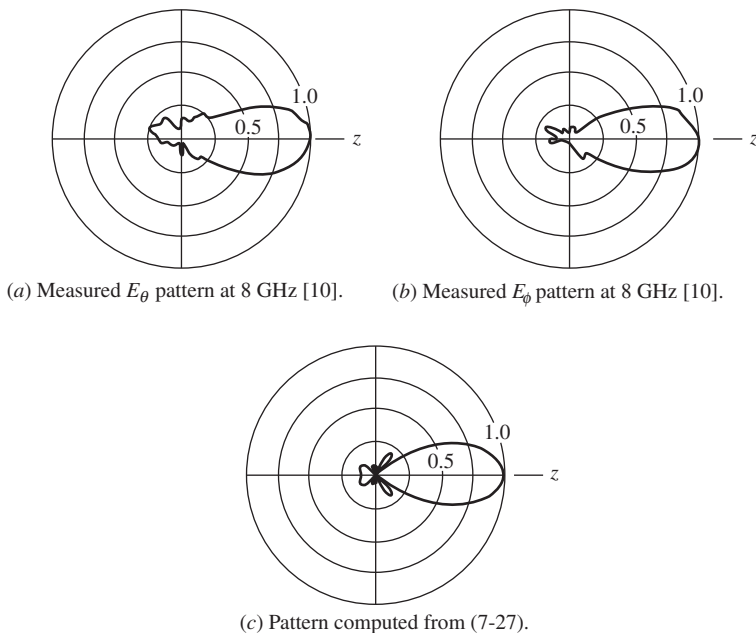 1.0
0.5
z
(a) Measured E_θ pattern at 8 GHz [10].
1.0
0.5
z
(b) Measured E_ϕ pattern at 8 GHz [10].
1.0
0.5
z
(c) Pattern computed from (7-27).